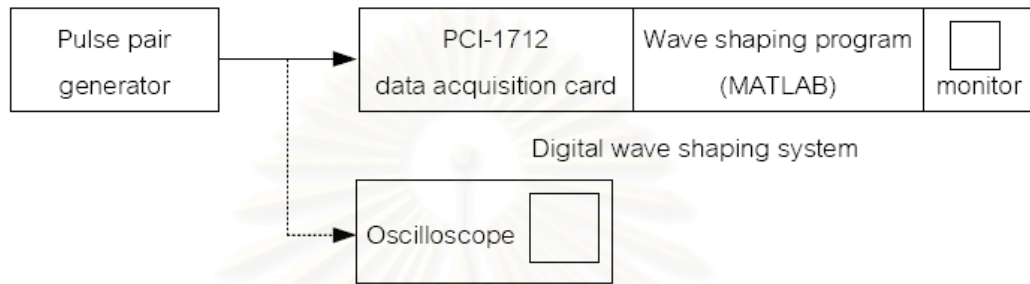 Pulse pair
generator
PCI-1712
data acquisition card
Wave shaping program
(MATLAB)
monitor
Digital wave shaping system
Oscilloscope